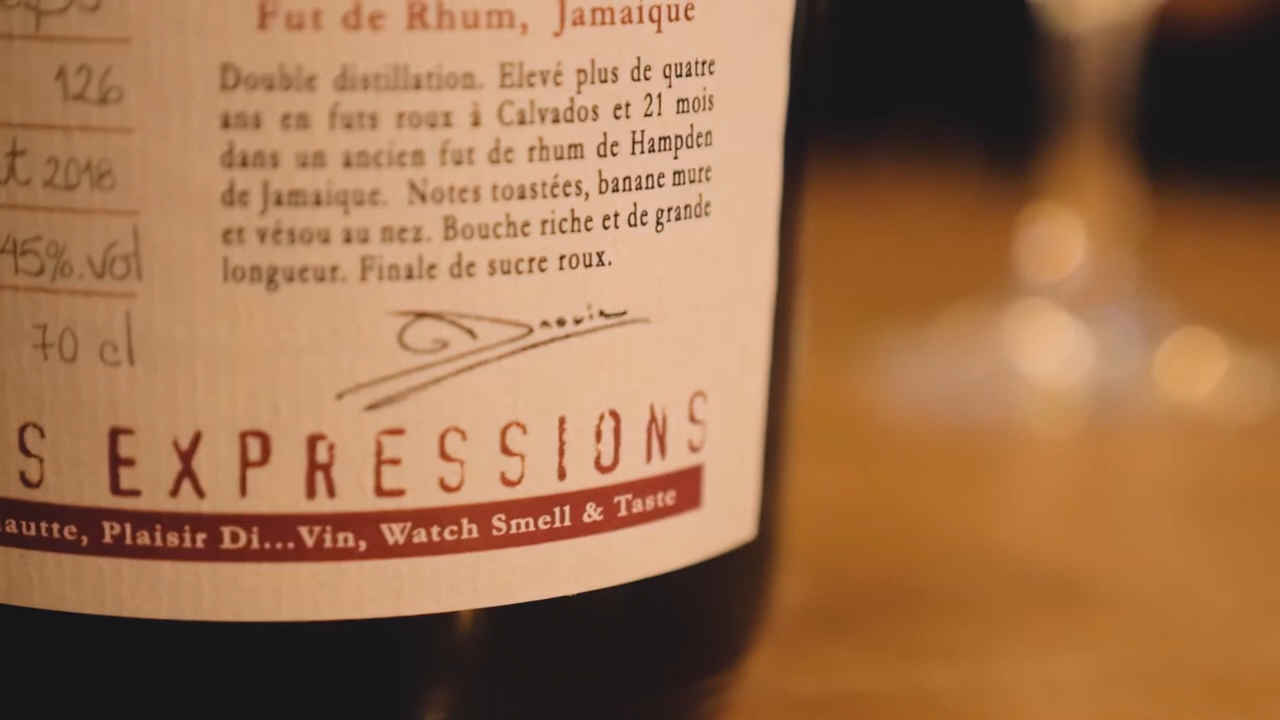 Fut de Rhum, Jamaique
Double distillation. Elevé plus de quatre
ans en futs roux à Calvados et 21 mois
dans un ancien fut de rhum de Hampden
de Jamaique. Notes toastées, banane mure
et vésou au nez. Bouche riche et de grande
longueur. Finale de sucre roux.
126
t 2018
45%.vol
70 cl
S EXPRESSIONS
autte, Plaisir Di...Vin, Watch Smell & Taste